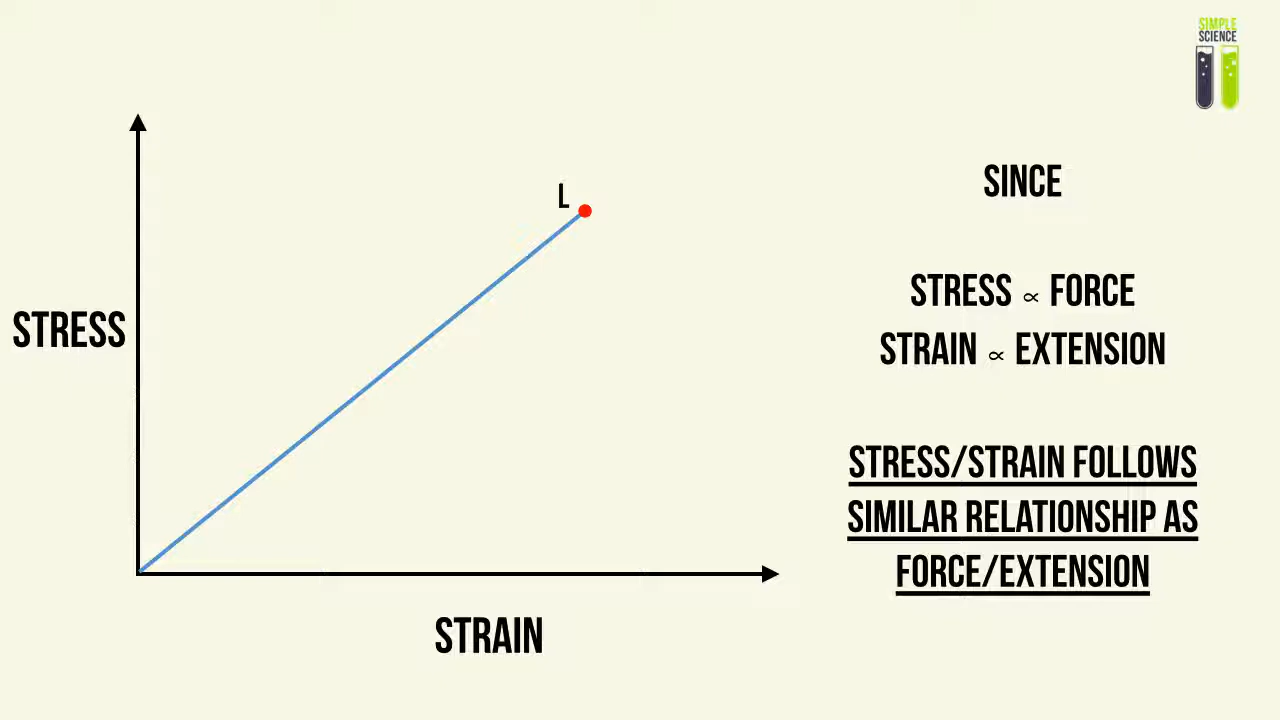 SIMPLE
SCIENCE
L
STRESS
STRAIN
SINCE
STRESS ∝ FORCE
STRAIN ∝ EXTENSION
STRESS/STRAIN FOLLOWS
SIMILAR RELATIONSHIP AS
FORCE/EXTENSION